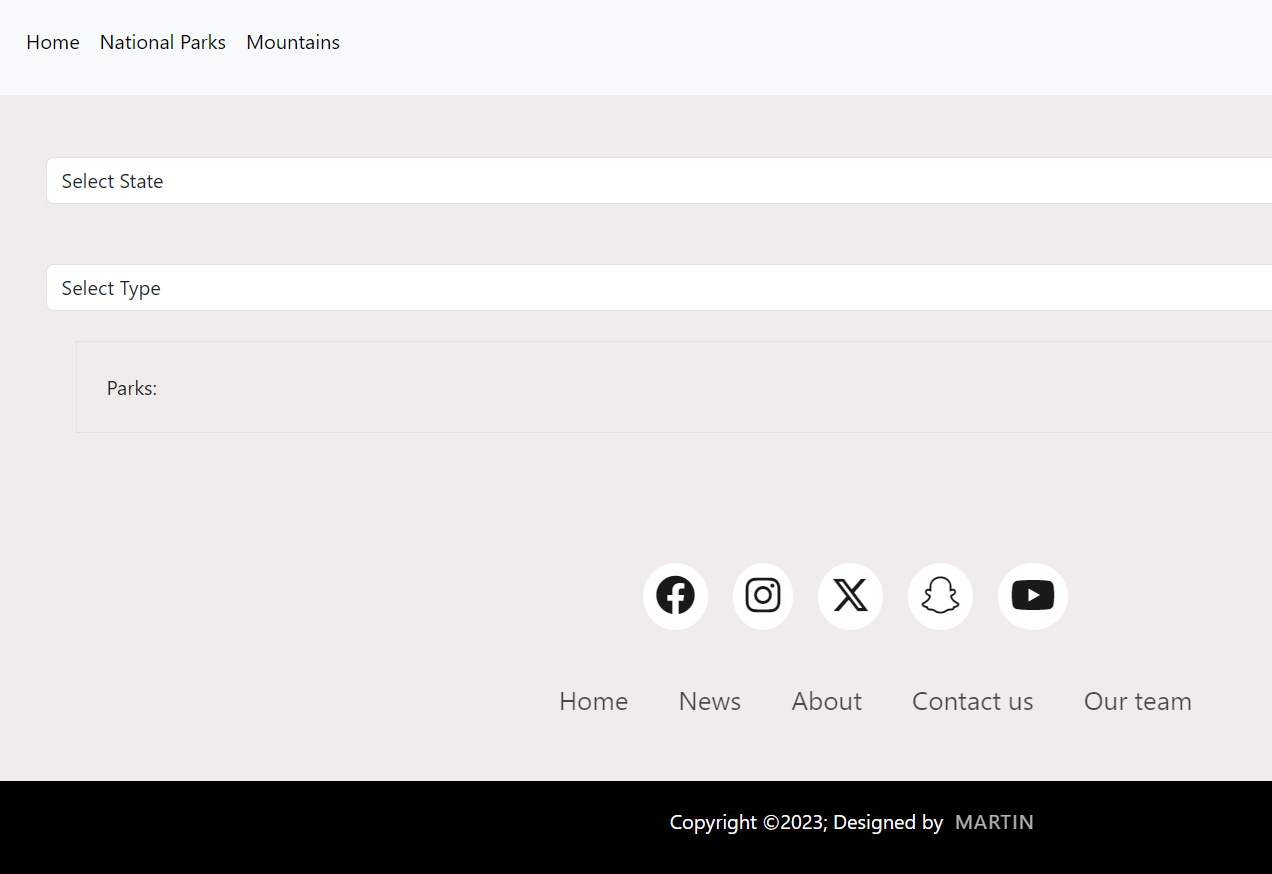 Home National Parks Mountains
Select State
Select Type
Parks:
Home News About Contact us Our team
Copyright ©2023; Designed by MARTIN